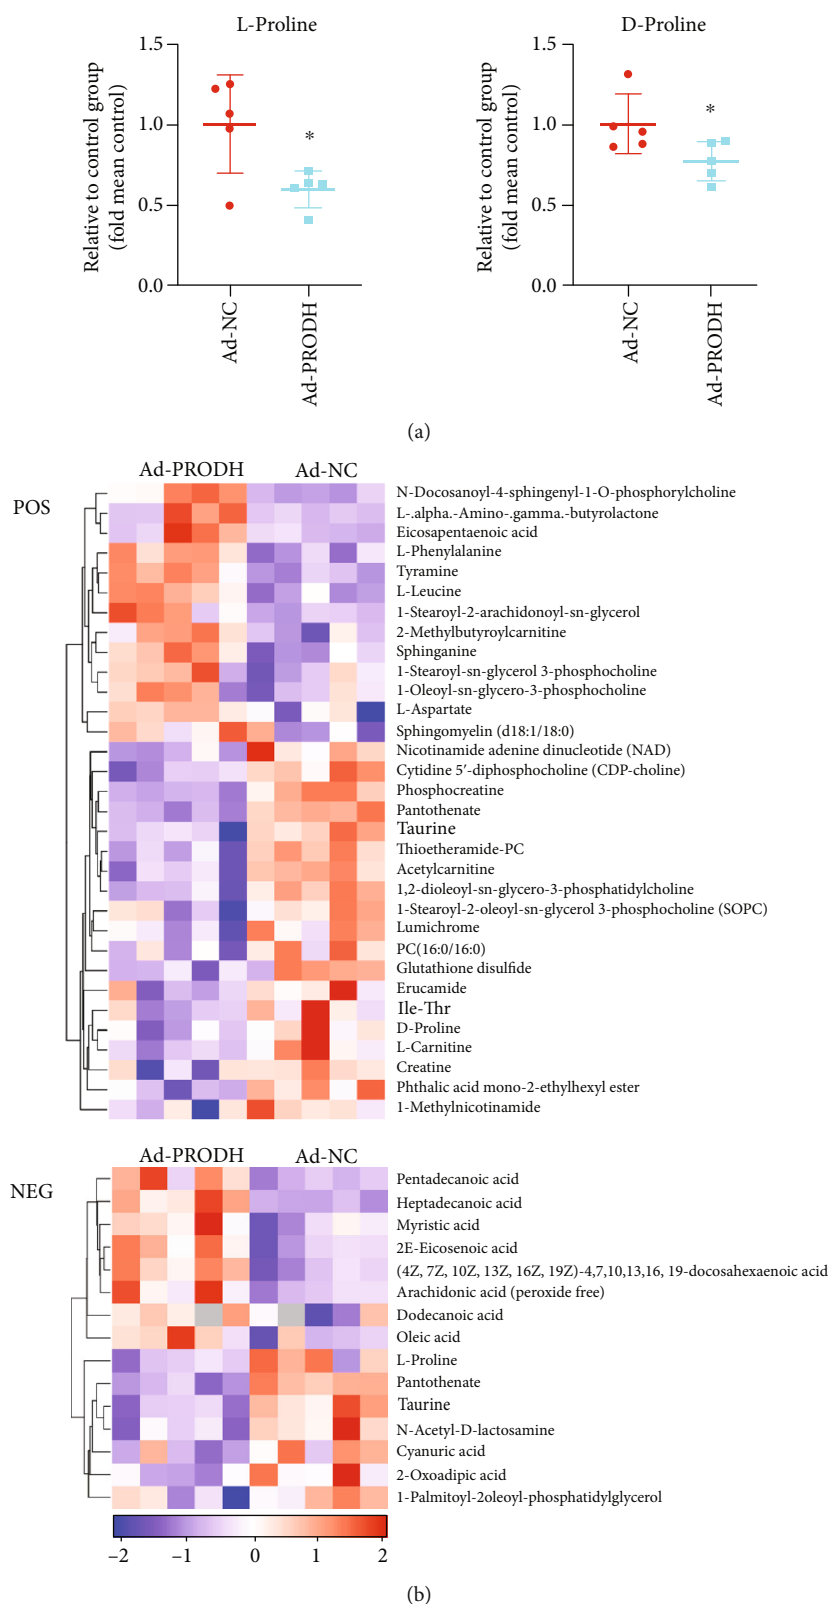 L-Proline
D-Proline
Relative to control group
(fold mean control)
1.5
1.0
0.5
0.0
*
Ad-NC
Ad-PRODH
Relative to control group
(fold mean control)
1.5
1.0
0.5
0.0
*
Ad-NC
Ad-PRODH
(a)
Ad-PRODH
Ad-NC
POS
N-Docosanoyl-4-sphingenyl-1-O-phosphorylcholine
L-.alpha.-Amino-.gamma.-butyrolactone
Eicosapentaenoic acid
L-Phenylalanine
Tyramine
L-Leucine
1-Stearoyl-2-arachidonoyl-sn-glycerol
2-Methylbutyroylcarnitine
Sphinganine
1-Stearoyl-sn-glycerol 3-phosphocholine
1-Oleoyl-sn-glycero-3-phosphocholine
L-Aspartate
Sphingomyelin (d18:1/18:0)
Nicotinamide adenine dinucleotide (NAD)
Cytidine 5′-diphosphocholine (CDP-choline)
Phosphocreatine
Pantothenate
Taurine
Thioetheramide-PC
Acetylcarnitine
1,2-dioleoyl-sn-glycero-3-phosphatidylcholine
1-Stearoyl-2-oleoyl-sn-glycerol 3-phosphocholine (SOPC)
Lumichrome
PC(16:0/16:0)
Glutathione disulfide
Erucamide
Ile-Thr
D-Proline
L-Carnitine
Creatine
Phthalic acid mono-2-ethylhexyl ester
1-Methylnicotinamide
Ad-PRODH
Ad-NC
NEG
Pentadecanoic acid
Heptadecanoic acid
Myristic acid
2E-Eicosenoic acid
(4Z, 7Z, 10Z, 13Z, 16Z, 19Z)-4,7,10,13,16, 19-docosahexaenoic acid
Arachidonic acid (peroxide free)
Dodecanoic acid
Oleic acid
L-Proline
Pantothenate
Taurine
N-Acetyl-D-lactosamine
Cyanuric acid
2-Oxoadipic acid
1-Palmitoyl-2oleoyl-phosphatidylglycerol
–2
–1
0
1
2
(b)